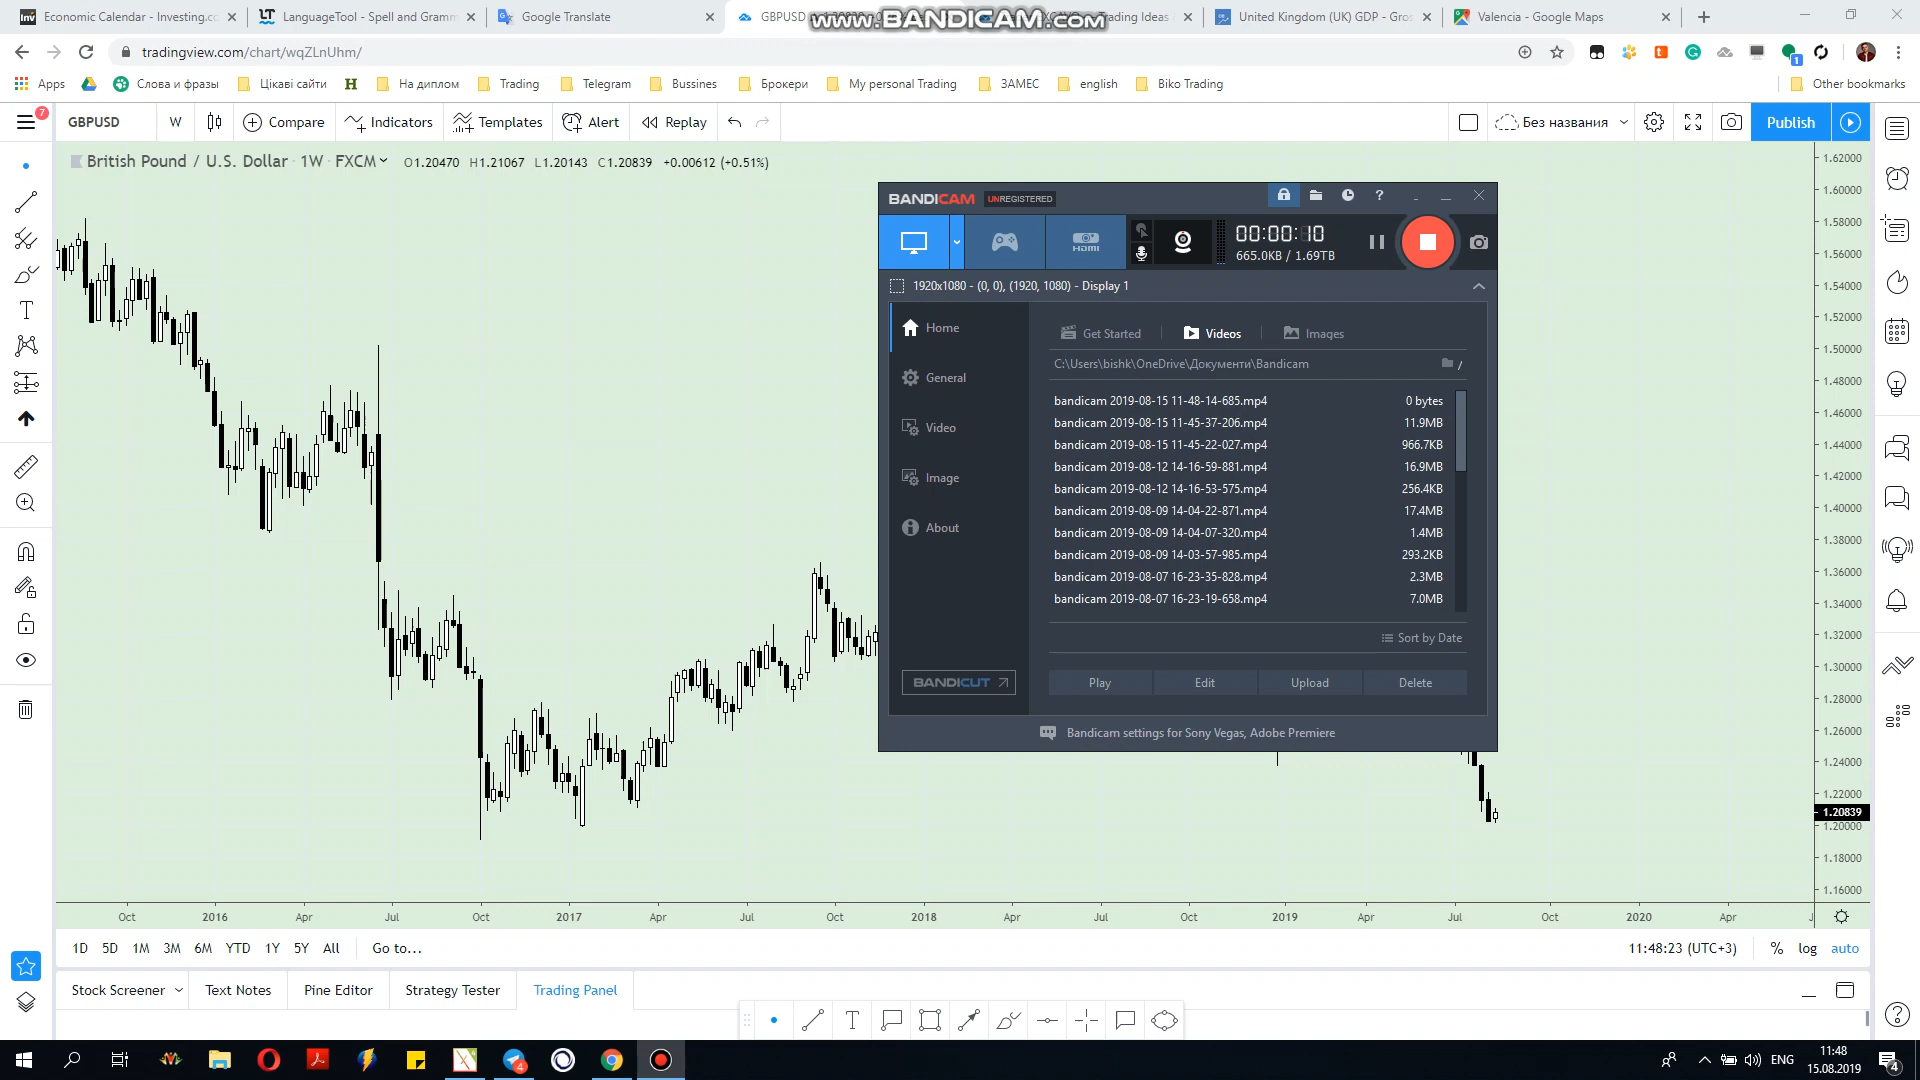 Economic Calendar - Investing.co
LanguageTool - Spell and Gramm
Google Translate
GBPUSD
www.BANDICAM.com
Trading Ideas
United Kingdom (UK) GDP - Gros
Valencia - Google Maps
tradingview.com/chart/wqZLnUhm/
1
Apps
Слова и фразы
Цікаві сайти
H
На диплом
Trading
Telegram
Bussines
Брокери
My personal Trading
ЗАМЕС
english
Biko Trading
Other bookmarks
7
GBPUSD
W
Compare
Indicators
Templates
Alert
Replay
Без названия
Publish
British Pound / U.S. Dollar · 1W · FXCM
O1.20470 H1.21067 L1.20143 C1.20839 +0.00612 (+0.51%)
1.62000
1.60000
1.58000
1.56000
1.54000
1.52000
1.50000
1.48000
1.46000
1.44000
1.42000
1.40000
1.38000
1.36000
1.34000
1.32000
1.30000
1.28000
1.26000
1.24000
1.22000
1.20839
1.20000
1.18000
1.16000
BANDICAM UNREGISTERED
?
HDMI
00:00:10
665.0KB / 1.69TB
1920x1080 - (0, 0), (1920, 1080) - Display 1
Home
General
Video
Image
About
BANDICUT
Get Started
Videos
Images
C:\Users\bishk\OneDrive\Документи\Bandicam
/
bandicam 2019-08-15 11-48-14-685.mp4 0 bytes
bandicam 2019-08-15 11-45-37-206.mp4 11.9MB
bandicam 2019-08-15 11-45-22-027.mp4 966.7KB
bandicam 2019-08-12 14-16-59-881.mp4 16.9MB
bandicam 2019-08-12 14-16-53-575.mp4 256.4KB
bandicam 2019-08-09 14-04-22-871.mp4 17.4MB
bandicam 2019-08-09 14-04-07-320.mp4 1.4MB
bandicam 2019-08-09 14-03-57-985.mp4 293.2KB
bandicam 2019-08-07 16-23-35-828.mp4 2.3MB
bandicam 2019-08-07 16-23-19-658.mp4 7.0MB
Sort by Date
Play
Edit
Upload
Delete
Bandicam settings for Sony Vegas, Adobe Premiere
Oct 2016 Apr Jul Oct 2017 Apr Jul Oct 2018 Apr Jul Oct 2019 Apr Jul Oct 2020 Apr J
1D 5D 1M 3M 6M YTD 1Y 5Y All Go to...
11:48:23 (UTC+3) % log auto
Stock Screener
Text Notes
Pine Editor
Strategy Tester
Trading Panel
4
ENG
11:48
15.08.2019
4